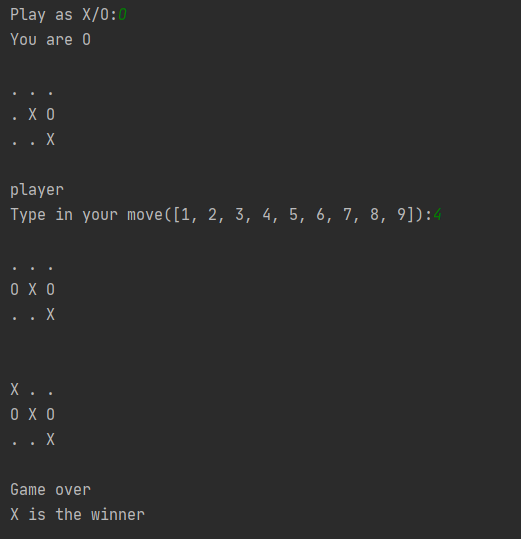 Play as X/O:O
You are O
. . .
. X O
. . X
player
Type in your move([1, 2, 3, 4, 5, 6, 7, 8, 9]):4
. . .
O X O
. . X
X . .
O X O
. . X
Game over
X is the winner